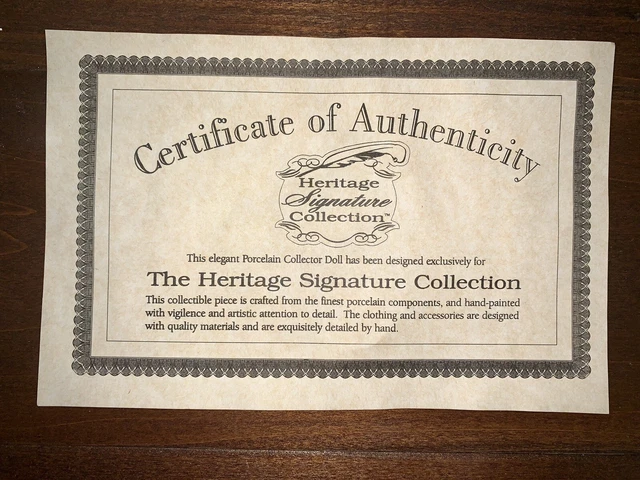 Certificate of Authenticity
Heritage
Signature
Collection™
This elegant Porcelain Collector Doll has been designed exclusively for
The Heritage Signature Collection
This collectible piece is crafted from the finest porcelain components, and hand-painted
with vigilence and artistic attention to detail. The clothing and accessories are designed
with quality materials and are exquisitely detailed by hand.